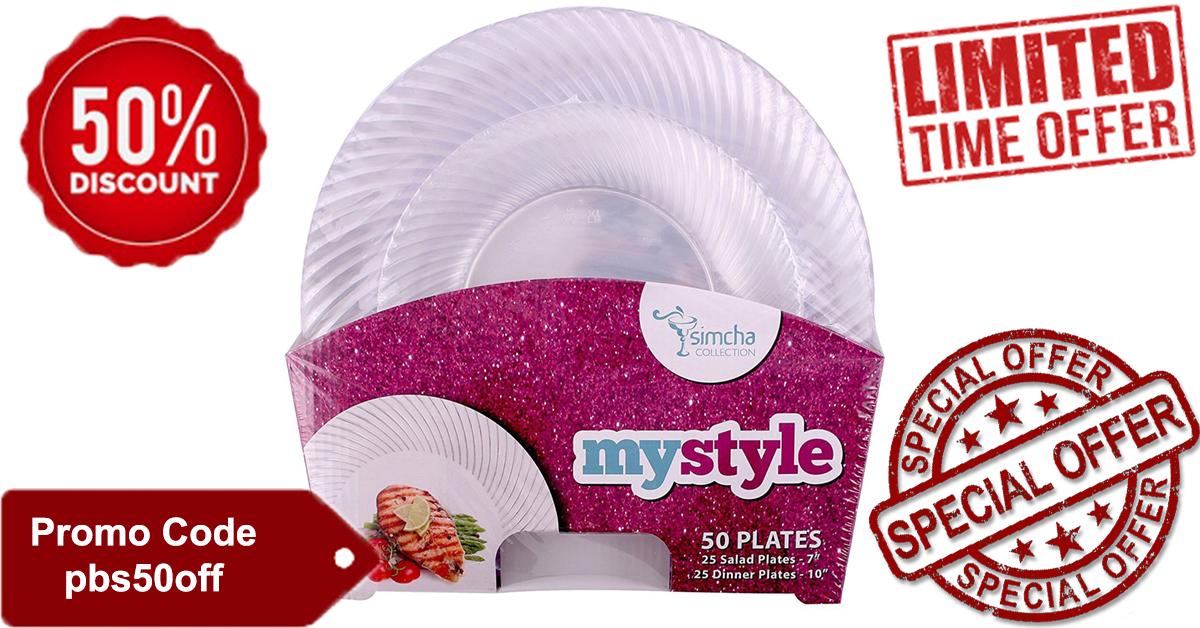 50%
DISCOUNT
LIMITED
TIME OFFER
simcha
COLLECTION
mystyle
50 PLATES
25 Salad Plates - 7"
25 Dinner Plates - 10"
Promo Code
pbs50off
SPECIAL OFFER
SPECIAL OFFER
SPECIAL OFFER